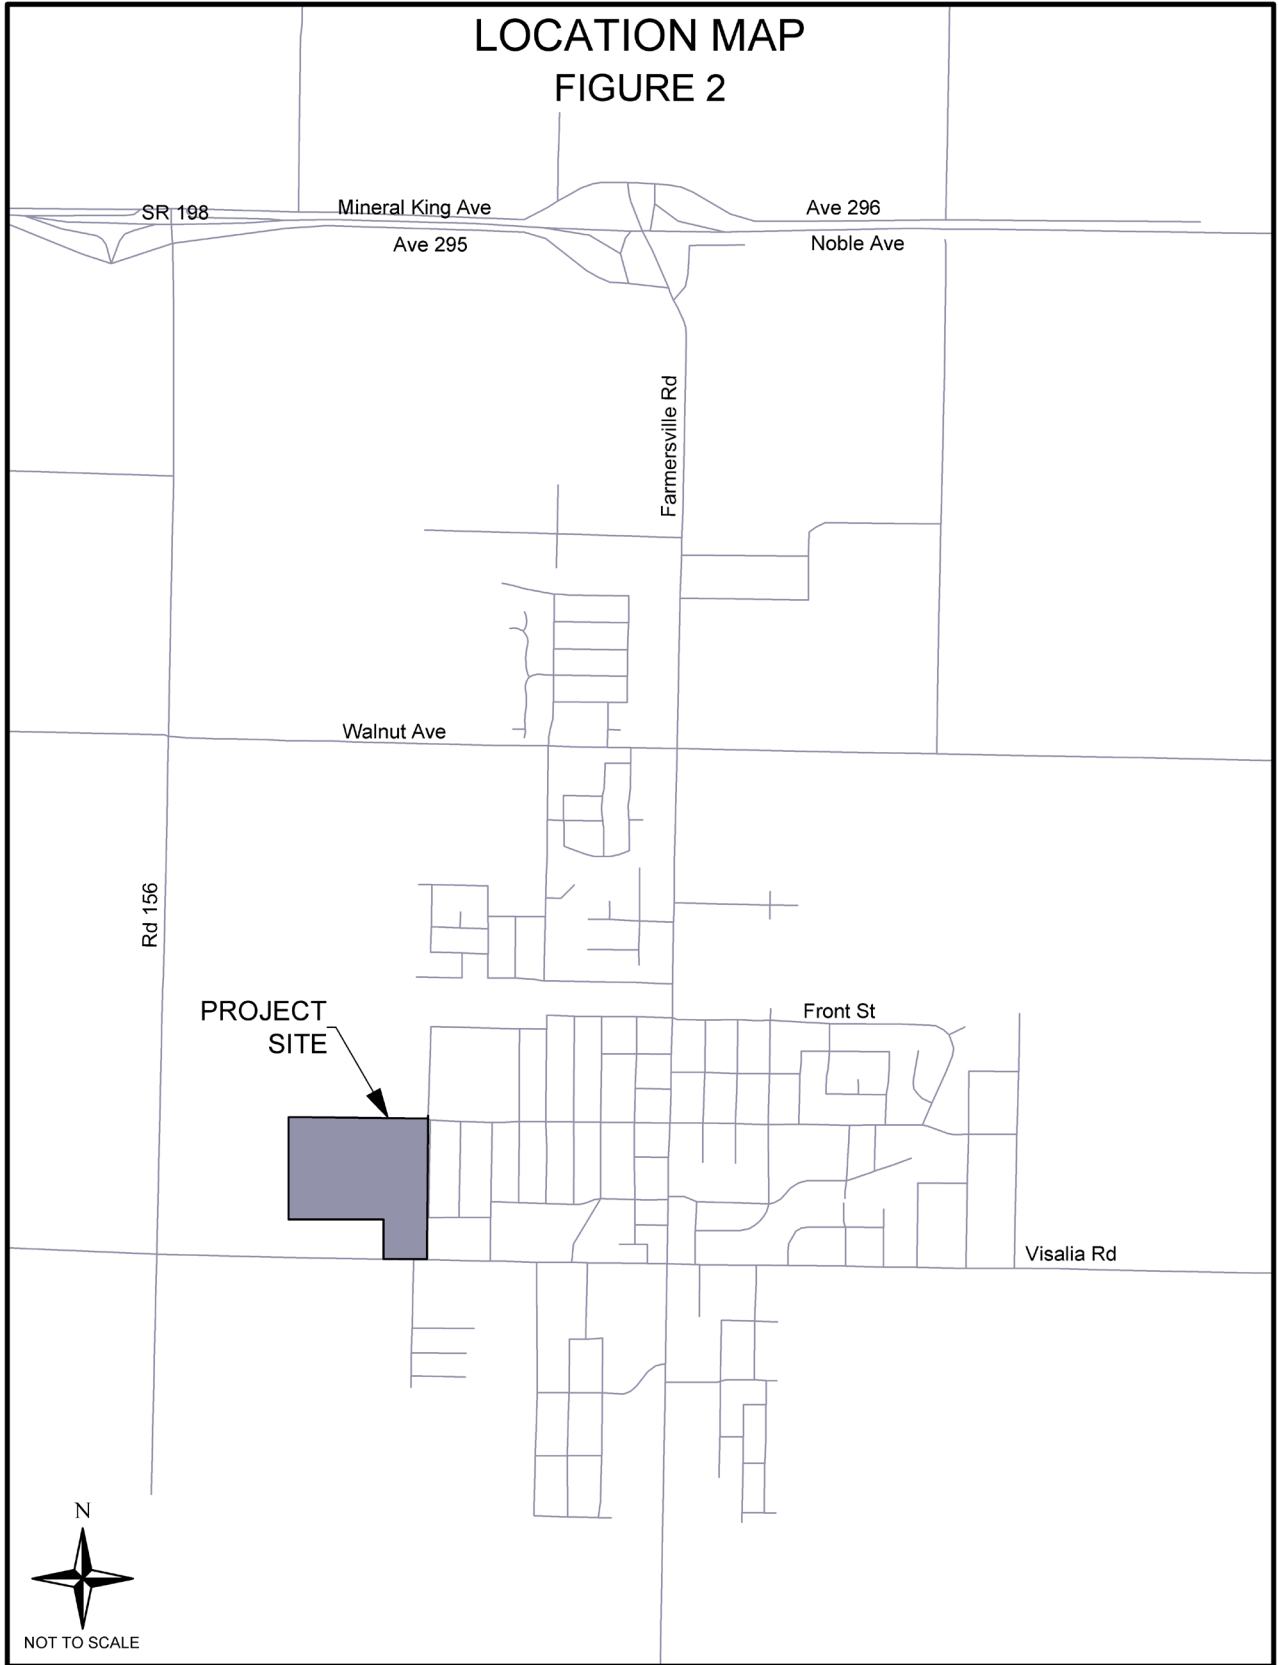 LOCATION MAP
FIGURE 2
SR 198
Mineral King Ave
Ave 296
Ave 295
Noble Ave
Farmersville Rd
Walnut Ave
Rd 156
PROJECT
SITE
Front St
Visalia Rd
N
NOT TO SCALE